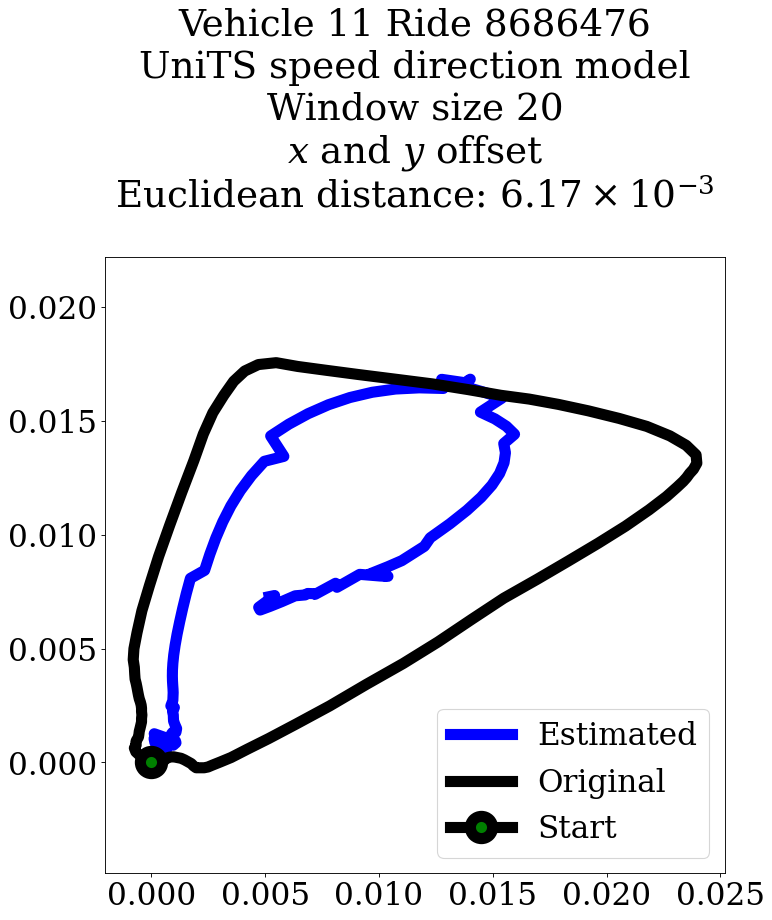 Vehicle 11 Ride 8686476
UniTS speed direction model
Window size 20
x and y offset
Euclidean distance: 6.17 × 10⁻³
0.020
0.015
0.010
0.005
0.000
Estimated
Original
Start
0.000 0.005 0.010 0.015 0.020 0.025